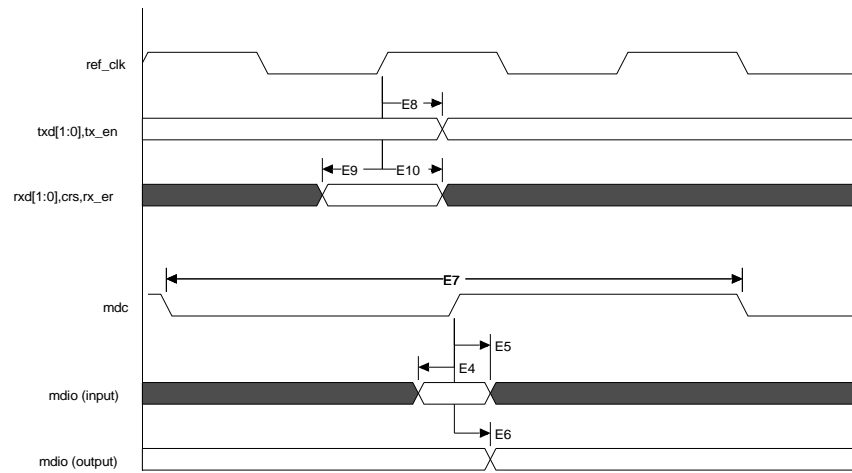 ref_clk
E8
txd[1:0],tx_en
E9
E10
rxd[1:0],crs,rx_er
E7
mdc
E5
E4
mdio (input)
E6
mdio (output)